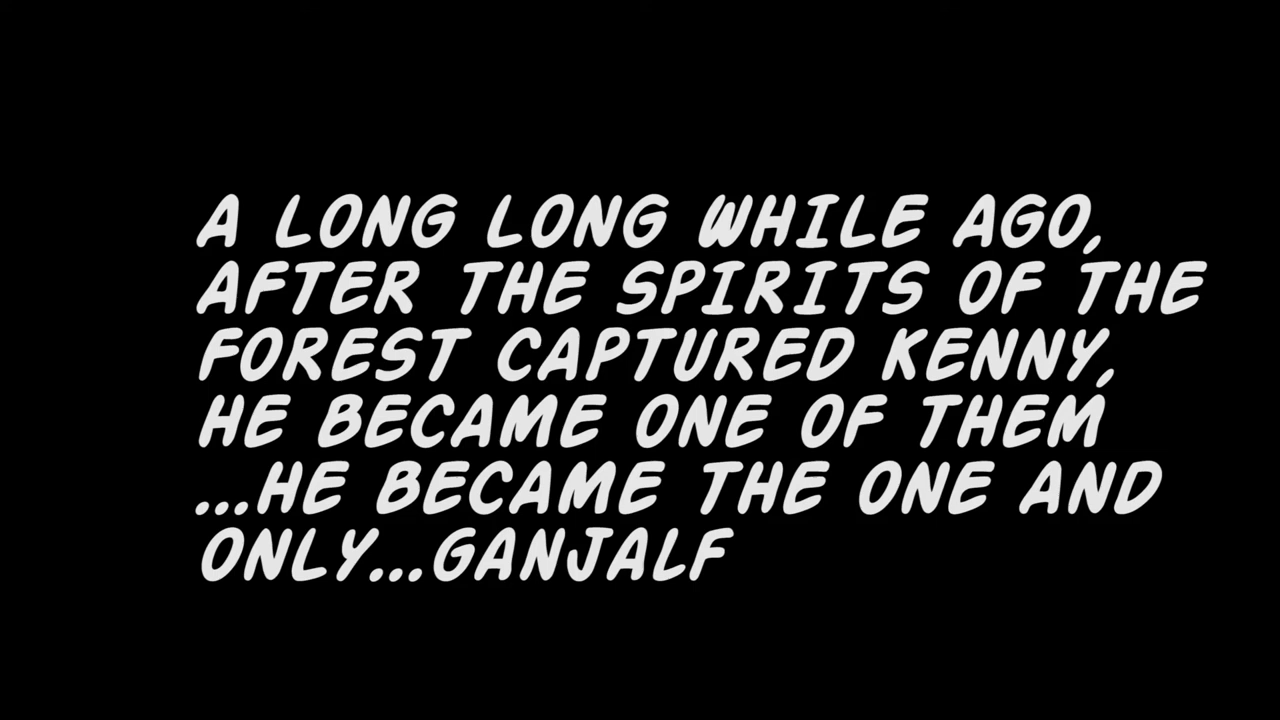 A LONG LONG WHILE AGO,
AFTER THE SPIRITS OF THE
FOREST CAPTURED KENNY,
HE BECAME ONE OF THEM
...HE BECAME THE ONE AND
ONLY...GANJALF